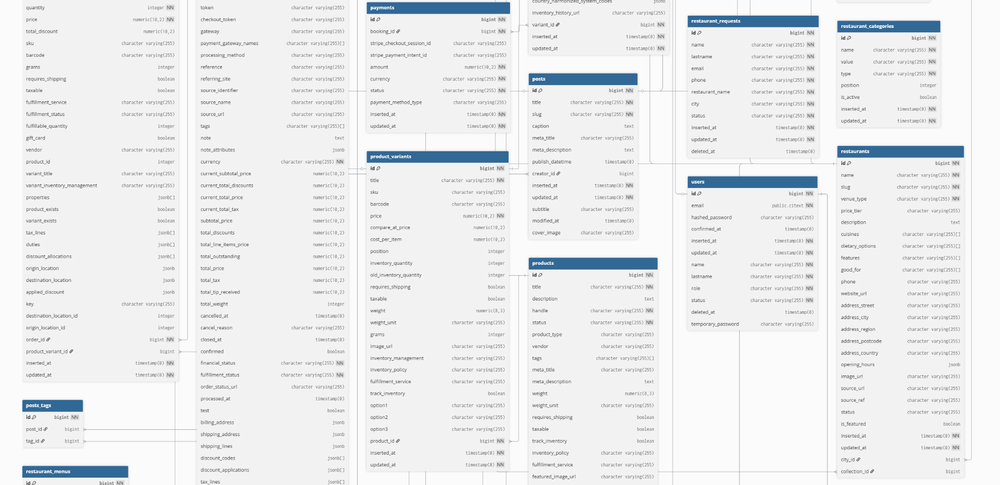 quantity integer NN
price numeric(10,2) NN
total_discount numeric(10,2)
sku character varying(255)
barcode character varying(255)
grams integer
requires_shipping boolean
taxable boolean
fulfillment_service character varying(255)
fulfillment_status character varying(255)
fulfillable_quantity integer
gift_card boolean
vendor character varying(255)
product_id integer
variant_title character varying(255)
variant_inventory_management character varying(255)
properties jsonb[]
product_exists boolean
variant_exists boolean
tax_lines jsonb[]
duties jsonb[]
discount_allocations jsonb[]
origin_location jsonb
destination_location jsonb
applied_discount jsonb
key character varying(255)
destination_location_id integer
origin_location_id integer
order_id bigint NN
product_variant_id bigint
inserted_at timestamp(0) NN
updated_at timestamp(0) NN
posts_tags
id bigint NN
post_id bigint
tag_id bigint
restaurant_menus
id bigint NN
token character varying(255)
checkout_token character varying(255)
gateway character varying(255)
payment_gateway_names character varying(255)[]
processing_method character varying(255)
reference character varying(255)
referring_site character varying(255)
source_identifier character varying(255)
source_name character varying(255)
source_url character varying(255)
tags character varying(255)[]
note text
note_attributes jsonb
currency character varying(255) NN
current_subtotal_price numeric(10,2)
current_total_discounts numeric(10,2)
current_total_price numeric(10,2)
current_total_tax numeric(10,2)
subtotal_price numeric(10,2)
total_discounts numeric(10,2)
total_line_items_price numeric(10,2)
total_outstanding numeric(10,2)
total_price numeric(10,2)
total_tax numeric(10,2)
total_tip_received numeric(10,2)
total_weight integer
cancelled_at timestamp(0)
cancel_reason character varying(255)
closed_at timestamp(0)
confirmed boolean
financial_status character varying(255) NN
fulfillment_status character varying(255) NN
order_status_url character varying(255)
processed_at timestamp(0)
test boolean
billing_address jsonb
shipping_address jsonb
shipping_lines jsonb
discount_codes jsonb[]
discount_applications jsonb[]
tax_lines jsonb[]
payments
id bigint NN
booking_id bigint NN
stripe_checkout_session_id character varying(255)
stripe_payment_intent_id character varying(255)
amount numeric(10,2) NN
currency character varying(255) NN
status character varying(255) NN
payment_method_type character varying(255)
inserted_at timestamp(0) NN
updated_at timestamp(0) NN
product_variants
id bigint NN
title character varying(255) NN
sku character varying(255)
barcode character varying(255)
price numeric(10,2) NN
compare_at_price numeric(10,2)
cost_per_item numeric(10,2)
position integer
inventory_quantity integer
old_inventory_quantity integer
requires_shipping boolean
taxable boolean
weight numeric(8,3)
weight_unit character varying(255)
grams integer
image_url character varying(255)
inventory_management character varying(255)
inventory_policy character varying(255)
fulfillment_service character varying(255)
track_inventory boolean
option1 character varying(255)
option2 character varying(255)
option3 character varying(255)
product_id bigint NN
inserted_at timestamp(0) NN
updated_at timestamp(0) NN
country_harmonized_system_codes jsonb
inventory_history_url character varying(255)
variant_id bigint NN
inserted_at timestamp(0) NN
updated_at timestamp(0) NN
posts
id bigint NN
title character varying(255) NN
slug character varying(255) NN
caption text
meta_title character varying(255)
meta_description text
publish_datetime timestamp(0)
creator_id bigint
inserted_at timestamp(0) NN
updated_at timestamp(0) NN
subtitle character varying(255)
modified_at timestamp(0)
cover_image character varying(255)
products
id bigint NN
title character varying(255) NN
description text
handle character varying(255) NN
status character varying(255) NN
product_type character varying(255)
vendor character varying(255)
tags character varying(255)[]
meta_title character varying(255)
meta_description text
weight numeric(8,3)
weight_unit character varying(255)
requires_shipping boolean
taxable boolean
track_inventory boolean
inventory_policy character varying(255)
fulfillment_service character varying(255)
featured_image_url character varying(255)
restaurant_requests
id bigint NN
name character varying(255) NN
lastname character varying(255) NN
email character varying(255) NN
phone character varying(255) NN
restaurant_name character varying(255) NN
city character varying(255) NN
status character varying(255) NN
inserted_at timestamp(0) NN
updated_at timestamp(0) NN
deleted_at timestamp(0)
users
id bigint NN
email public.citext NN
hashed_password character varying(255)
confirmed_at timestamp(0)
inserted_at timestamp(0) NN
updated_at timestamp(0) NN
name character varying(255) NN
lastname character varying(255) NN
role character varying(255) NN
status character varying(255) NN
deleted_at timestamp(0)
temporary_password character varying(255)
restaurant_categories
id bigint NN
name character varying(255) NN
value character varying(255) NN
type character varying(255) NN
position integer
is_active boolean
inserted_at timestamp(0) NN
updated_at timestamp(0) NN
restaurants
id bigint NN
name character varying(255) NN
slug character varying(255) NN
venue_type character varying(255) NN
price_tier character varying(255)
description text
cuisines character varying(255)[]
dietary_options character varying(255)[]
features character varying(255)[]
good_for character varying(255)[]
phone character varying(255)
website_url character varying(255)
address_street character varying(255)
address_city character varying(255)
address_region character varying(255)
address_postcode character varying(255)
address_country character varying(255)
opening_hours jsonb
image_url character varying(255)
source_url character varying(255)
source_ref character varying(255)
status character varying(255)
is_featured boolean
inserted_at timestamp(0) NN
updated_at timestamp(0) NN
city_id bigint
collection_id bigint